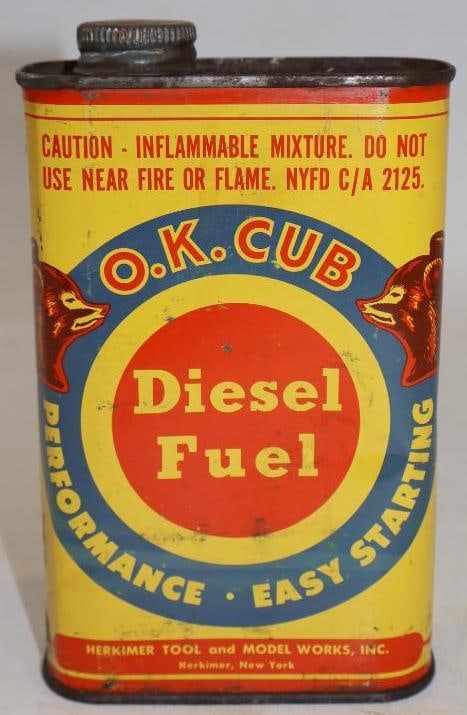 CAUTION - INFLAMMABLE MIXTURE. DO NOT
USE NEAR FIRE OR FLAME. NYFD C/A 2125.
O.K. CUB
Diesel
Fuel
PERFORMANCE · EASY STARTING
HERKIMER TOOL and MODEL WORKS, INC.
Herkimer, New York